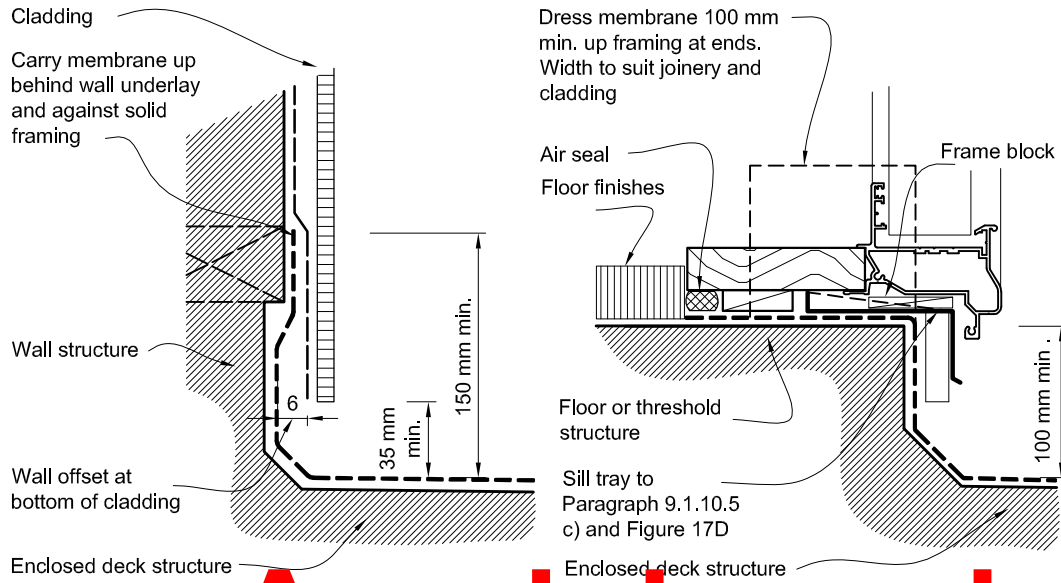 Cladding
Carry membrane up
behind wall underlay
and against solid
framing
Wall structure
6
35 mm
min.
150 mm min.
Wall offset at
bottom of cladding
Enclosed deck structure
Dress membrane 100 mm
min. up framing at ends.
Width to suit joinery and
cladding
Air seal
Frame block
Floor finishes
Floor or threshold
structure
100 mm min .
Sill tray to
Paragraph 9.1.10.5
c) and Figure 17D
Enclosed deck structure